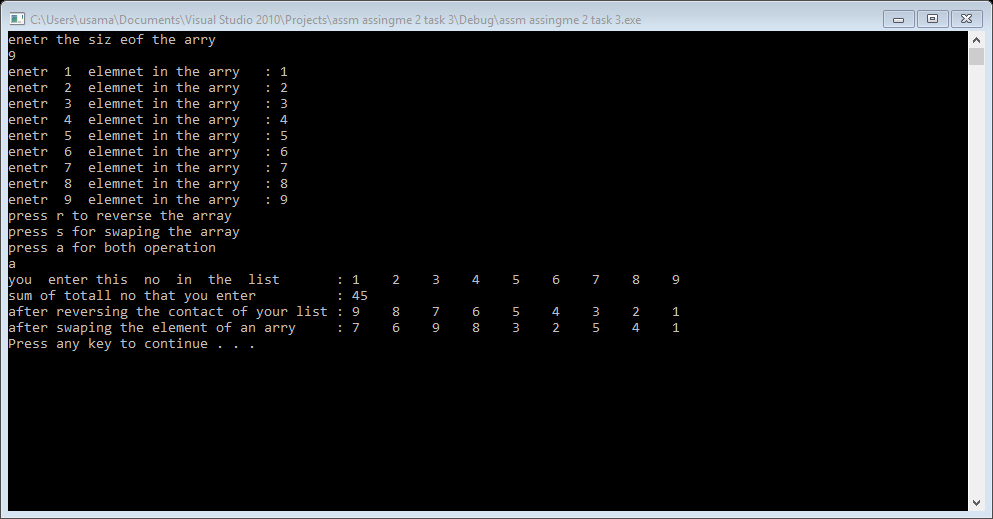 C:\Users\usama\Documents\Visual Studio 2010\Projects\assm assingme 2 task 3\Debug\assm assingme 2 task 3.exe
enetr the siz eof the arry
9
enetr  1  elemnet in the arry   : 1
enetr  2  elemnet in the arry   : 2
enetr  3  elemnet in the arry   : 3
enetr  4  elemnet in the arry   : 4
enetr  5  elemnet in the arry   : 5
enetr  6  elemnet in the arry   : 6
enetr  7  elemnet in the arry   : 7
enetr  8  elemnet in the arry   : 8
enetr  9  elemnet in the arry   : 9
press r to reverse the array
press s for swaping the array
press a for both operation
a
you  enter this  no  in  the  list       : 1    2    3    4    5    6    7    8    9
sum of totall no that you enter          : 45
after reversing the contact of your list : 9    8    7    6    5    4    3    2    1
after swaping the element of an arry     : 7    6    9    8    3    2    5    4    1
Press any key to continue . . .